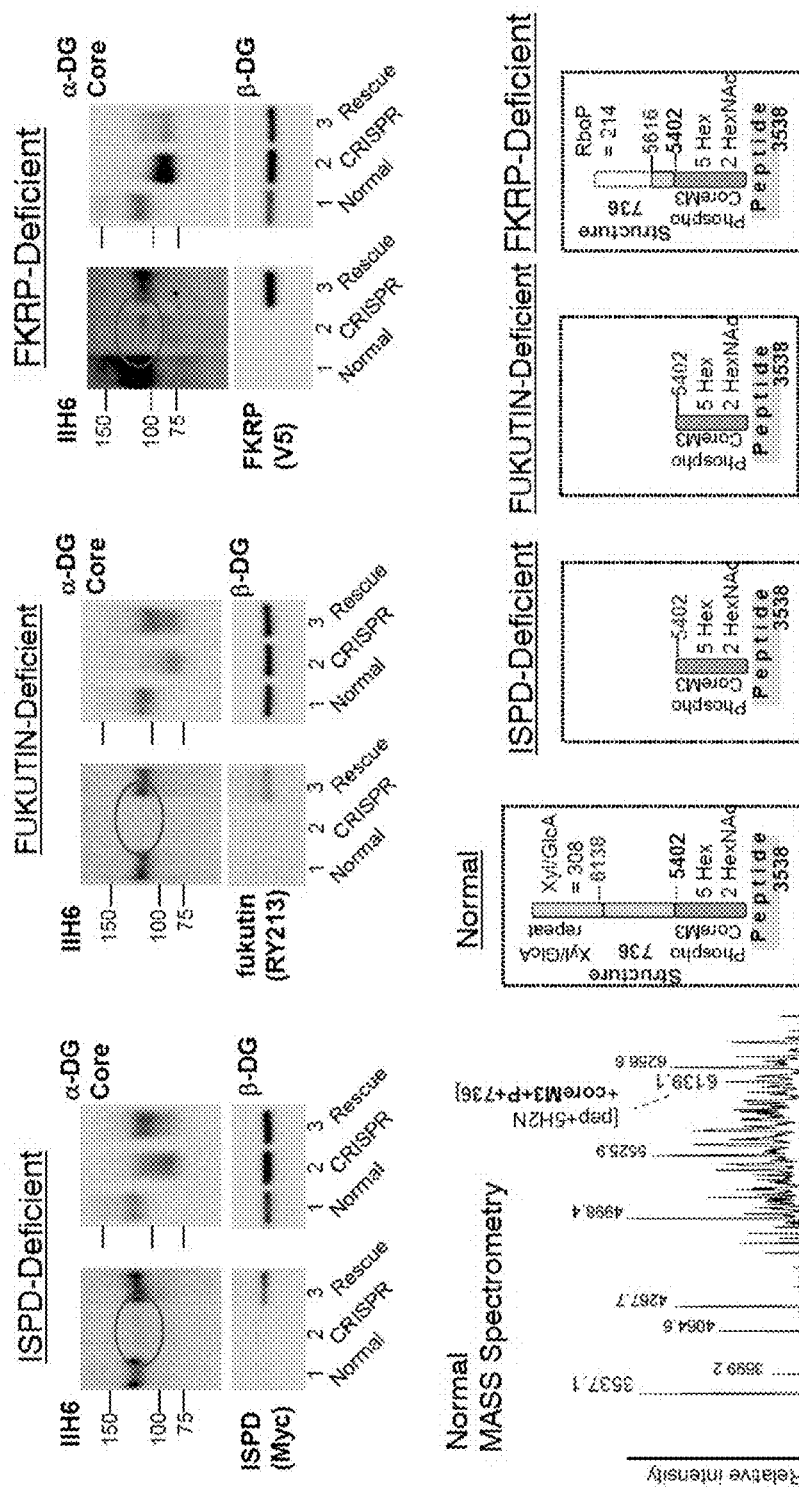 ISPD-Deficient
IIH6
α-DG
Core
150
100
75
ISPD
(Myc)
β-DG
1 2 3
Normal CRISPR Rescue
1 2 3
Normal CRISPR Rescue
FUKUTIN-Deficient
IIH6
α-DG
Core
150
100
75
fukutin
(RY213)
β-DG
1 2 3
Normal CRISPR Rescue
1 2 3
Normal CRISPR Rescue
FKRP-Deficient
IIH6
α-DG
Core
150
100
75
FKRP
(V5)
β-DG
1 2 3
Normal CRISPR Rescue
1 2 3
Normal CRISPR Rescue
Normal
MASS Spectrometry
Relative intensity
3537.1
3699.2
4064.6
4267.7
4998.4
5525.9
6139.1
6256.6
[pep+5H2N
+coreM3+P+736]
Normal
Xyl/GlcA
repeat
Xyl/GlcA
= 308
6138
Structure
736
5402
Phospho
CoreM3
5 Hex
2 HexNAc
Peptide
3538
ISPD-Deficient
5402
Phospho
CoreM3
5 Hex
2 HexNAc
Peptide
3538
FUKUTIN-Deficient
5402
Phospho
CoreM3
5 Hex
2 HexNAc
Peptide
3538
FKRP-Deficient
RboP
= 214
Structure
736
5616
5402
Phospho
CoreM3
5 Hex
2 HexNAc
Peptide
3538